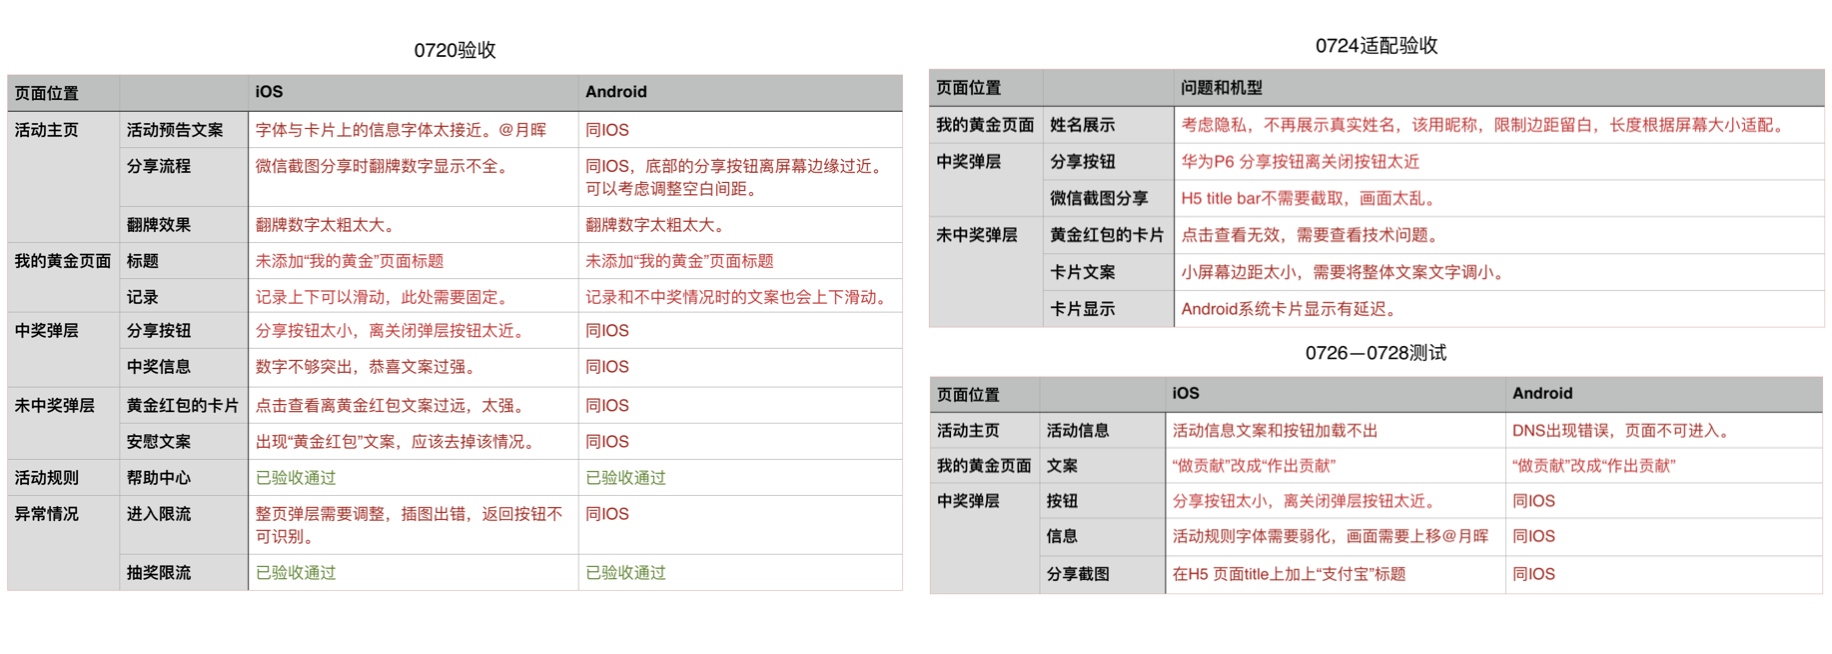 0720验收
页面位置 iOS Android
活动主页 活动预告文案 字体与卡片上的信息字体太接近。@月晖 同IOS
分享流程 微信截图分享时翻牌数字显示不全。 同IOS，底部的分享按钮离屏幕边缘过近。
可以考虑调整空白间距。
翻牌效果 翻牌数字太粗太大。 翻牌数字太粗太大。
我的黄金页面 标题 未添加“我的黄金”页面标题 未添加“我的黄金”页面标题
记录 记录上下可以滑动，此处需要固定。 记录和不中奖情况时的文案也会上下滑动。
中奖弹层 分享按钮 分享按钮太小，离关闭弹层按钮太近。 同IOS
中奖信息 数字不够突出，恭喜文案过强。 同IOS
未中奖弹层 黄金红包的卡片 点击查看离黄金红包文案过远，太强。 同IOS
安慰文案 出现“黄金红包”文案，应该去掉该情况。 同IOS
活动规则 帮助中心 已验收通过 已验收通过
异常情况 进入限流 整页弹层需要调整，插图出错，返回按钮不 同IOS
可识别。
抽奖限流 已验收通过 已验收通过
0724适配验收
页面位置 问题和机型
我的黄金页面 姓名展示 考虑隐私，不再展示真实姓名，该用昵称，限制边距留白，长度根据屏幕大小适配。
中奖弹层 分享按钮 华为P6 分享按钮离关闭按钮太近
微信截图分享 H5 title bar不需要截取，画面太乱。
未中奖弹层 黄金红包的卡片 点击查看无效，需要查看技术问题。
卡片文案 小屏幕边距太小，需要将整体文案文字调小。
卡片显示 Android系统卡片显示有延迟。
0726—0728测试
页面位置 iOS Android
活动主页 活动信息 活动信息文案和按钮加载不出 DNS出现错误，页面不可进入。
我的黄金页面 文案 “做贡献”改成“作出贡献” “做贡献”改成“作出贡献”
中奖弹层 按钮 分享按钮太小，离关闭弹层按钮太近。 同IOS
信息 活动规则字体需要弱化，画面需要上移@月晖 同IOS
分享截图 在H5 页面title上加上“支付宝”标题 同IOS